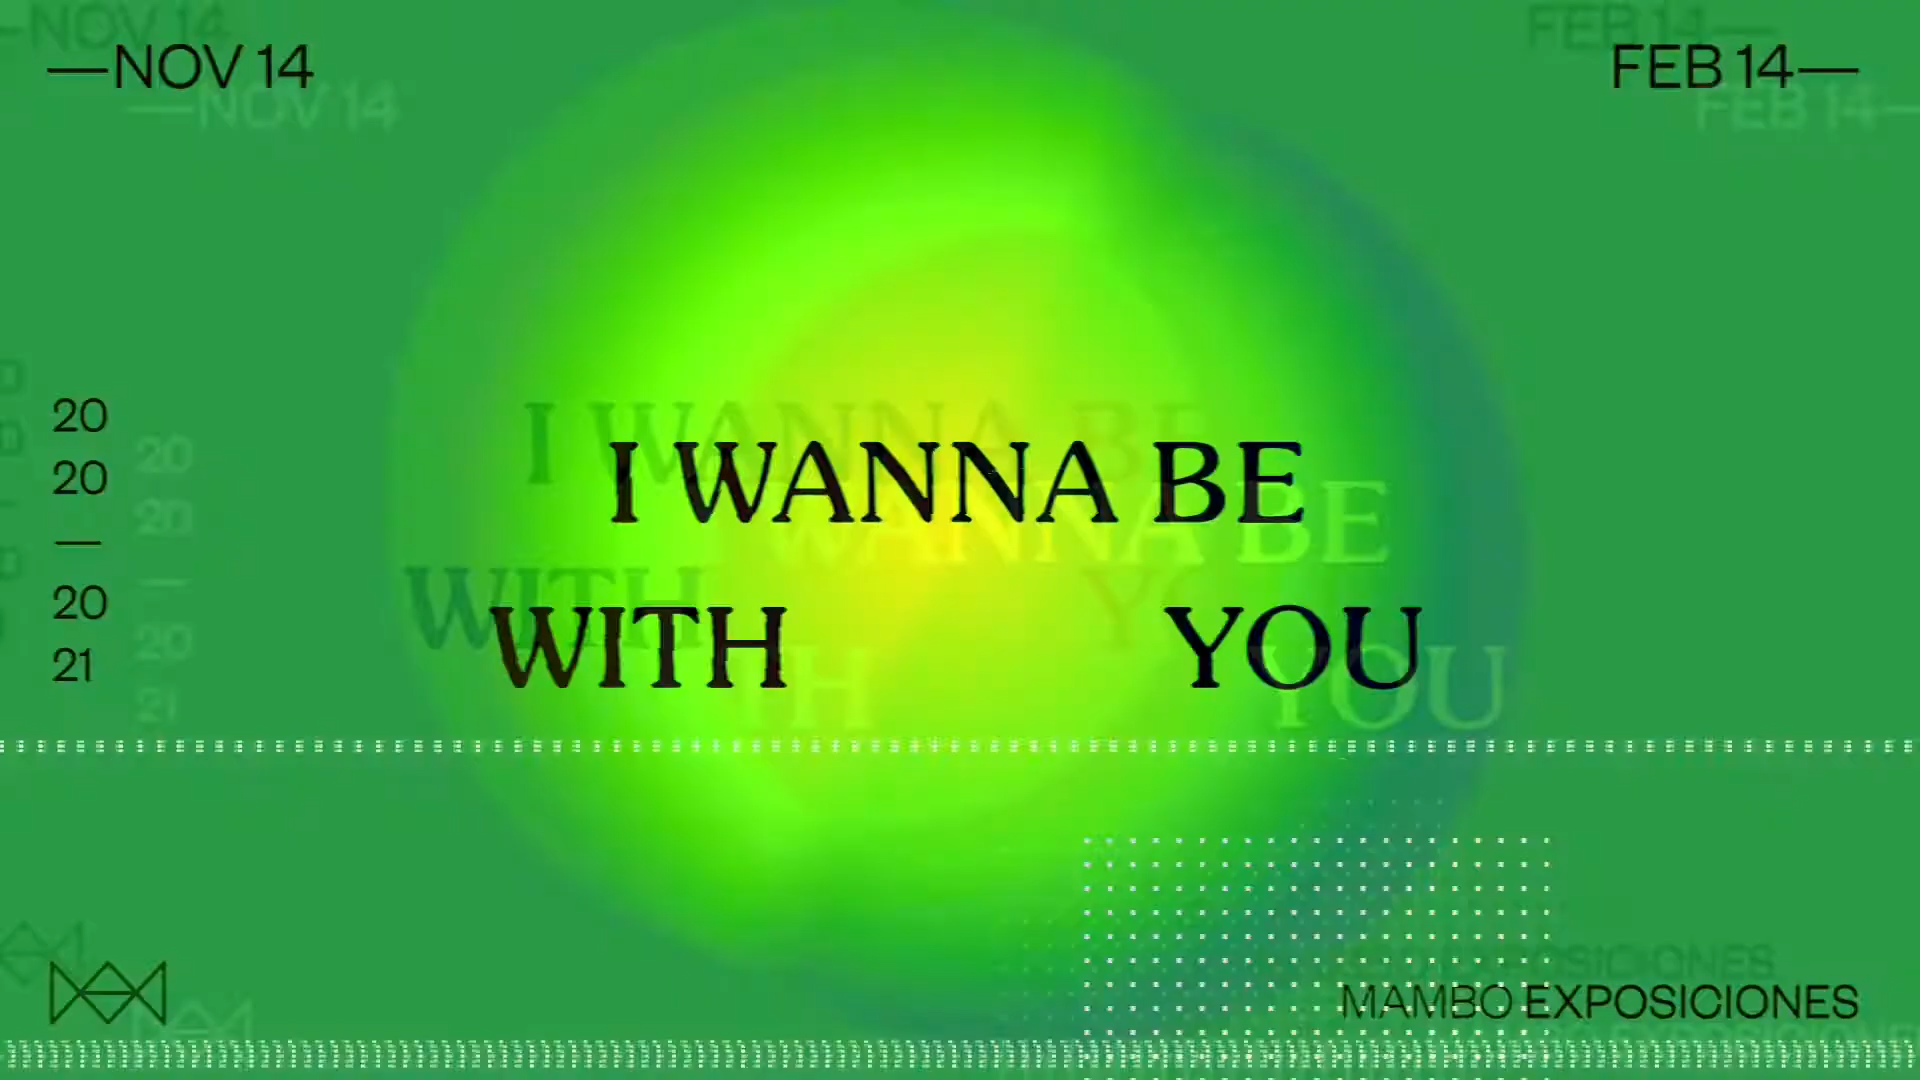 —NOV 14
FEB 14—
20
20
—
20
21
I WANNA BE
WITH YOU
MAMBO EXPOSICIONES